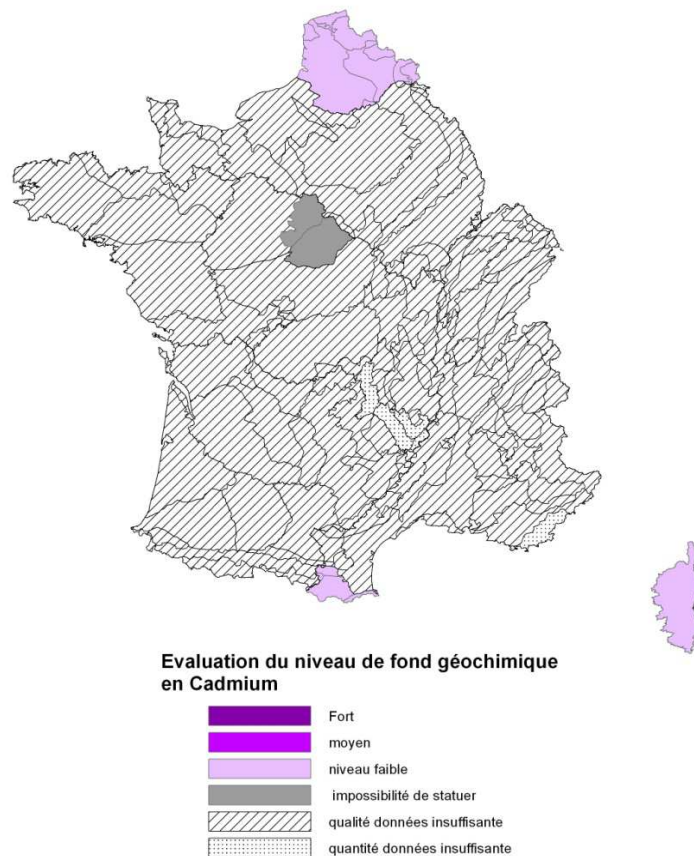 Evaluation du niveau de fond géochimique
en Cadmium
Fort
moyen
niveau faible
impossibilité de statuer
qualité données insuffisante
quantité données insuffisante